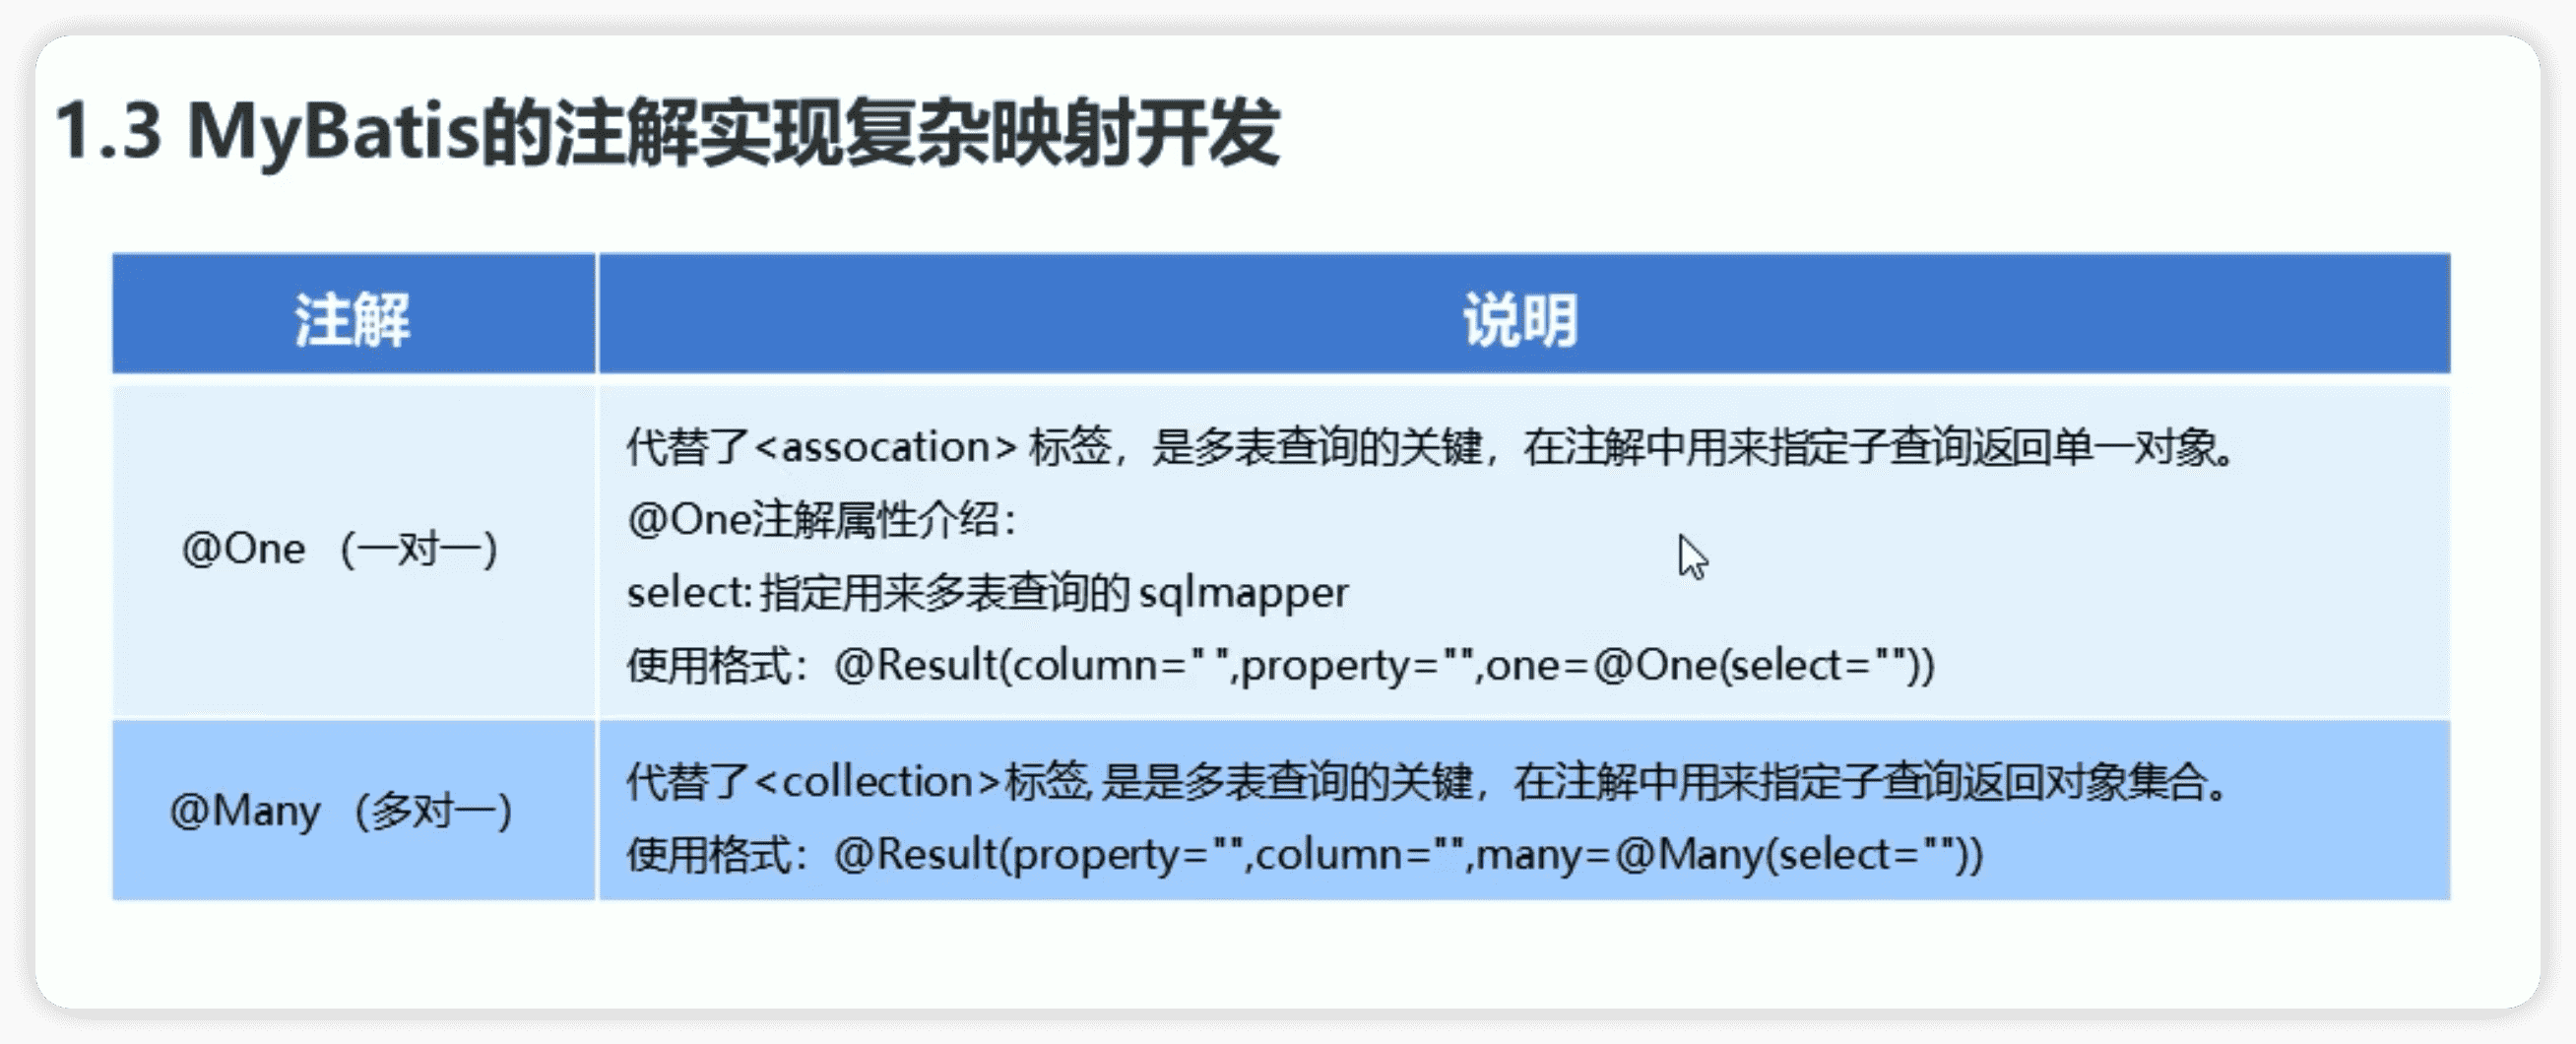 1.3 MyBatis的注解实现复杂映射开发
注解
说明
@One （一对一）
代替了<assocation> 标签，是多表查询的关键，在注解中用来指定子查询返回单一对象。
@One注解属性介绍：
select: 指定用来多表查询的 sqlmapper
使用格式：@Result(column=" ",property="",one=@One(select=""))
@Many （多对一）
代替了<collection>标签, 是是多表查询的关键，在注解中用来指定子查询返回对象集合。
使用格式：@Result(property="",column="",many=@Many(select=""))